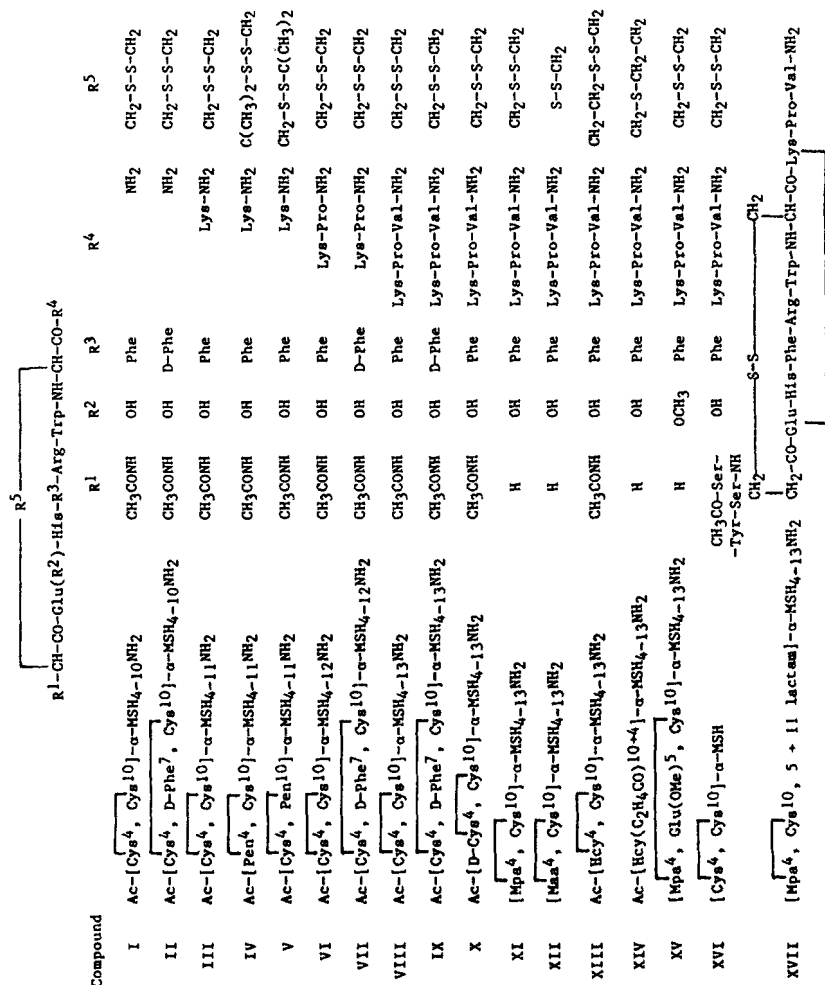 R5
R1-CH-CO-Glu(R2)-His-R3-Arg-Trp-NH-CH-CO-R4
Compound R1 R2 R3 R4 R5
I Ac-[Cys4, Cys10]-α-MSH4-10NH2 CH3CONH OH Phe NH2 CH2-S-S-CH2
II Ac-[Cys4, D-Phe7, Cys10]-α-MSH4-10NH2 CH3CONH OH D-Phe NH2 CH2-S-S-CH2
III Ac-[Cys4, Cys10]-α-MSH4-11NH2 CH3CONH OH Phe Lys-NH2 CH2-S-S-CH2
IV Ac-[Pen4, Cys10]-α-MSH4-11NH2 CH3CONH OH Phe Lys-NH2 C(CH3)2-S-S-CH2
V Ac-[Cys4, Pen10]-α-MSH4-11NH2 CH3CONH OH Phe Lys-NH2 CH2-S-S-C(CH3)2
VI Ac-[Cys4, Cys10]-α-MSH4-12NH2 CH3CONH OH Phe Lys-Pro-NH2 CH2-S-S-CH2
VII Ac-[Cys4, D-Phe7, Cys10]-α-MSH4-12NH2 CH3CONH OH D-Phe Lys-Pro-NH2 CH2-S-S-CH2
VIII Ac-[Cys4, Cys10]-α-MSH4-13NH2 CH3CONH OH Phe Lys-Pro-Val-NH2 CH2-S-S-CH2
IX Ac-[Cys4, D-Phe7, Cys10]-α-MSH4-13NH2 CH3CONH OH D-Phe Lys-Pro-Val-NH2 CH2-S-S-CH2
X Ac-[D-Cys4, Cys10]-α-MSH4-13NH2 CH3CONH OH Phe Lys-Pro-Val-NH2 CH2-S-S-CH2
XI [Mpa4, Cys10]-α-MSH4-13NH2 H OH Phe Lys-Pro-Val-NH2 CH2-S-S-CH2
XII [Maa4, Cys10]-α-MSH4-13NH2 H OH Phe Lys-Pro-Val-NH2 S-S-CH2
XIII Ac-[Hcy4, Cys10]-α-MSH4-13NH2 CH3CONH OH Phe Lys-Pro-Val-NH2 CH2-CH2-S-S-CH2
XIV Ac-[Hcy(C2H4CO)10→4]-α-MSH4-13NH2 H OH Phe Lys-Pro-Val-NH2 CH2-S-CH2-CH2
XV [Mpa4, Glu(OMe)5, Cys10]-α-MSH4-13NH2 H OCH3 Phe Lys-Pro-Val-NH2 CH2-S-S-CH2
XVI [Cys4, Cys10]-α-MSH CH3CO-Ser- OH Phe Lys-Pro-Val-NH2 CH2-S-S-CH2
-Tyr-Ser-NH
CH2 S-S CH2
XVII [Mpa4, Cys10, 5 → 11 lactam]-α-MSH4-13NH2 CH2-CO-Glu-His-Phe-Arg-Trp-NH-CH-CO-Lys-Pro-Val-NH2